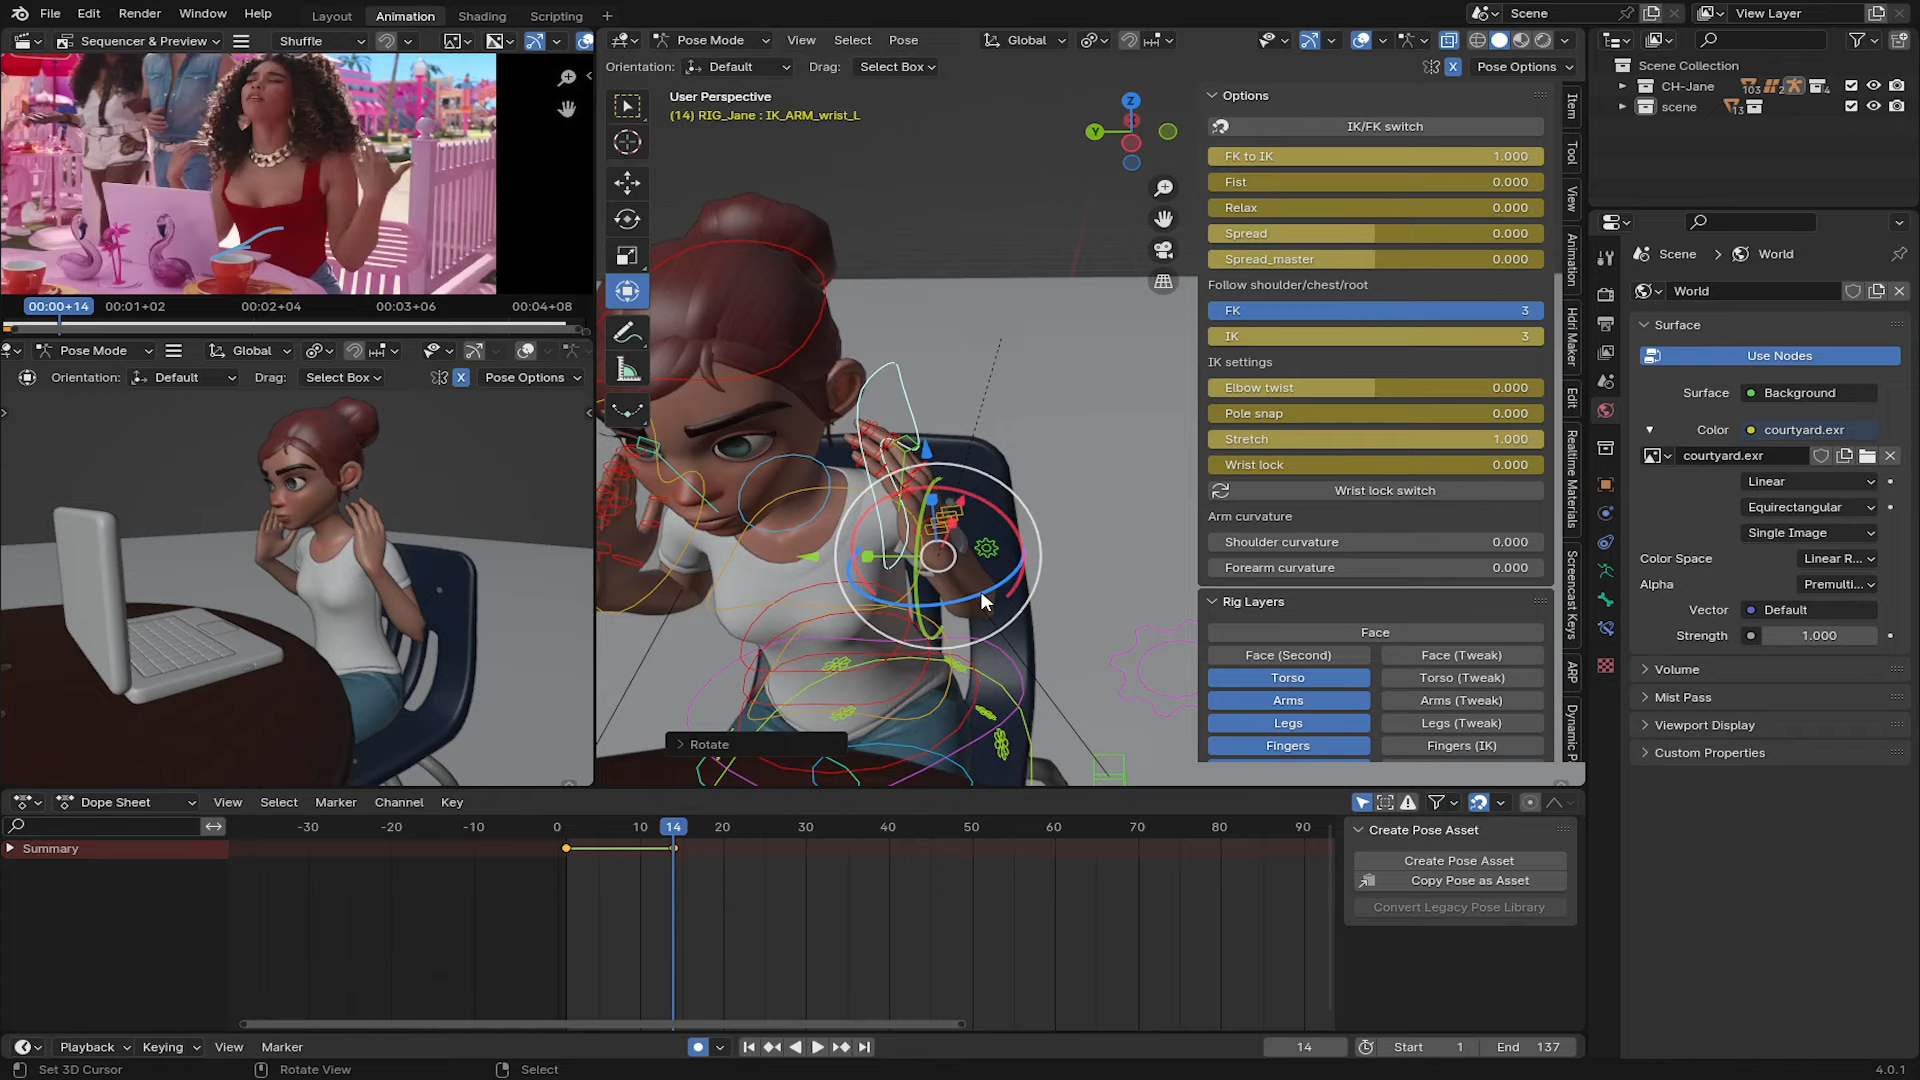 File Edit Render Window Help Layout Animation Shading Scripting + Scene View Layer
Sequencer & Preview Shuffle Pose Mode View Select Pose Global
Orientation: Default Drag: Select Box X Pose Options
User Perspective
(14) RIG_Jane : IK_ARM_wrist_L
Z
Y
00:00+14 00:01+02 00:02+04 00:03+06 00:04+08
Pose Mode Global
Orientation: Default Drag: Select Box X Pose Options
Rotate
Options
IK/FK switch
FK to IK 1.000
Fist 0.000
Relax 0.000
Spread 0.000
Spread_master 0.000
Follow shoulder/chest/root
FK 3
IK 3
IK settings
Elbow twist 0.000
Pole snap 0.000
Stretch 1.000
Wrist lock 0.000
Wrist lock switch
Arm curvature
Shoulder curvature 0.000
Forearm curvature 0.000
Rig Layers
Face
Face (Second) Face (Tweak)
Torso Torso (Tweak)
Arms Arms (Tweak)
Legs Legs (Tweak)
Fingers Fingers (IK)
Item
Tool
View
Animation
Hdri Maker
Edit
Realtime Materials
Screencast Keys
ARP
Dynamic P
Scene Collection
CH-Jane 103 2 4
scene 13
Scene > World
World
Surface
Use Nodes
Surface Background
Color courtyard.exr
courtyard.exr
Linear
Equirectangular
Single Image
Color Space Linear R...
Alpha Premulti...
Vector Default
Strength 1.000
Volume
Mist Pass
Viewport Display
Custom Properties
Dope Sheet View Select Marker Channel Key
-30 -20 -10 0 10 14 20 30 40 50 60 70 80 90
Summary
Create Pose Asset
Create Pose Asset
Copy Pose as Asset
Convert Legacy Pose Library
Playback Keying View Marker 14 Start 1 End 137
Set 3D Cursor Rotate View Select 4.0.1